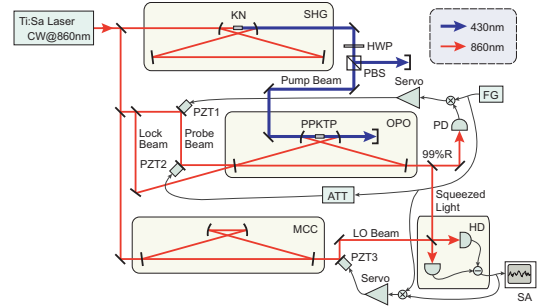 Ti:Sa Laser
CW@860nm
KN
SHG
HWP
PBS
430nm
860nm
Pump Beam
Servo
FG
PZT1
PD
Lock
Beam
Probe
Beam
PPKTP
OPO
PZT2
99%R
ATT
Squeezed
Light
MCC
LO Beam
HD
PZT3
Servo
SA